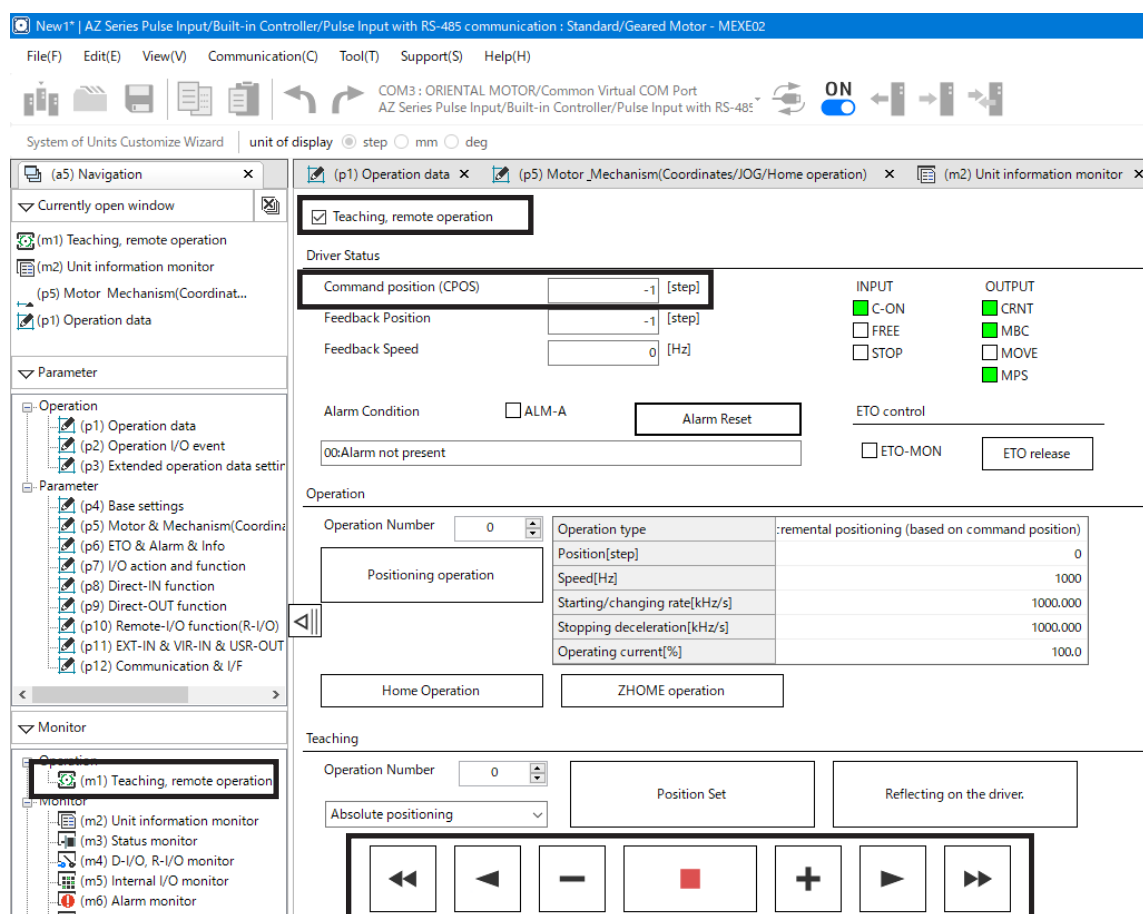 New1* | AZ Series Pulse Input/Built-in Controller/Pulse Input with RS-485 communication : Standard/Geared Motor - MEXE02
File(F) Edit(E) View(V) Communication(C) Tool(T) Support(S) Help(H)
COM3 : ORIENTAL MOTOR/Common Virtual COM Port
AZ Series Pulse Input/Built-in Controller/Pulse Input with RS-485
ON
System of Units Customize Wizard unit of display step mm deg
(a5) Navigation
(p1) Operation data (p5) Motor _Mechanism(Coordinates/JOG/Home operation) (m2) Unit information monitor
Currently open window
(m1) Teaching, remote operation
(m2) Unit information monitor
(p5) Motor Mechanism(Coordinat...
(p1) Operation data
Parameter
Operation
(p1) Operation data
(p2) Operation I/O event
(p3) Extended operation data settin
Parameter
(p4) Base settings
(p5) Motor & Mechanism(Coordina
(p6) ETO & Alarm & Info
(p7) I/O action and function
(p8) Direct-IN function
(p9) Direct-OUT function
(p10) Remote-I/O function(R-I/O)
(p11) EXT-IN & VIR-IN & USR-OUT
(p12) Communication & I/F
Monitor
Operation
(m1) Teaching, remote operation
Monitor
(m2) Unit information monitor
(m3) Status monitor
(m4) D-I/O, R-I/O monitor
(m5) Internal I/O monitor
(m6) Alarm monitor
Teaching, remote operation
Driver Status
Command position (CPOS) -1 [step]
Feedback Position -1 [step]
Feedback Speed 0 [Hz]
INPUT OUTPUT
C-ON CRNT
FREE MBC
STOP MOVE
MPS
Alarm Condition ALM-A Alarm Reset
00:Alarm not present
ETO control
ETO-MON ETO release
Operation
Operation Number 0
Positioning operation
Operation type cremental positioning (based on command position)
Position[step] 0
Speed[Hz] 1000
Starting/changing rate[kHz/s] 1000.000
Stopping deceleration[kHz/s] 1000.000
Operating current[%] 100.0
Home Operation ZHOME operation
Teaching
Operation Number 0
Absolute positioning
Position Set Reflecting on the driver.